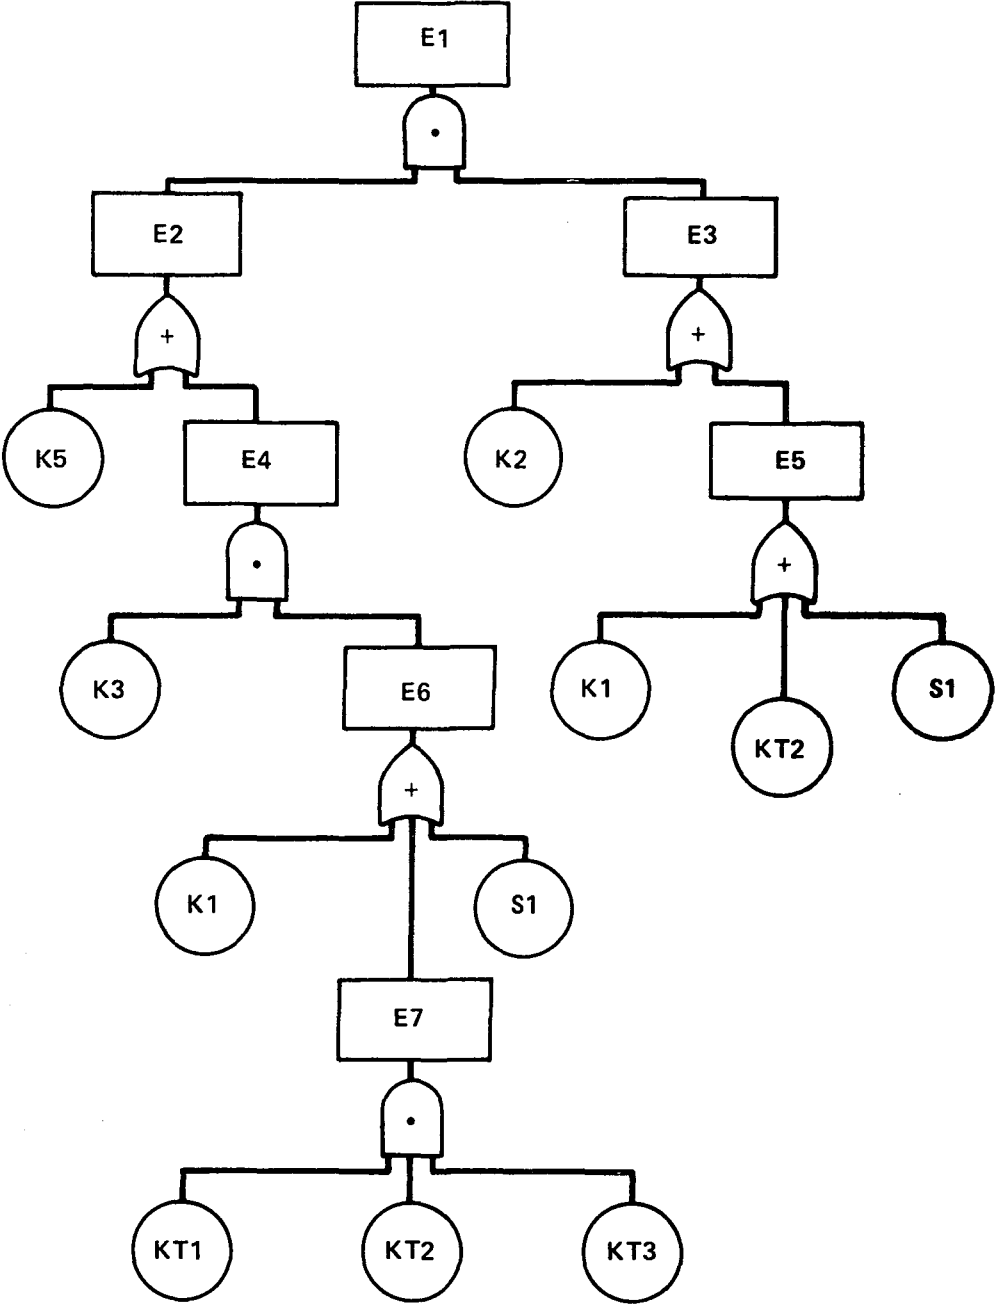 E1
·
E2
E3
+
+
K5
E4
K2
E5
·
+
K3
E6
K1
KT2
S1
+
K1
S1
E7
·
KT1
KT2
KT3